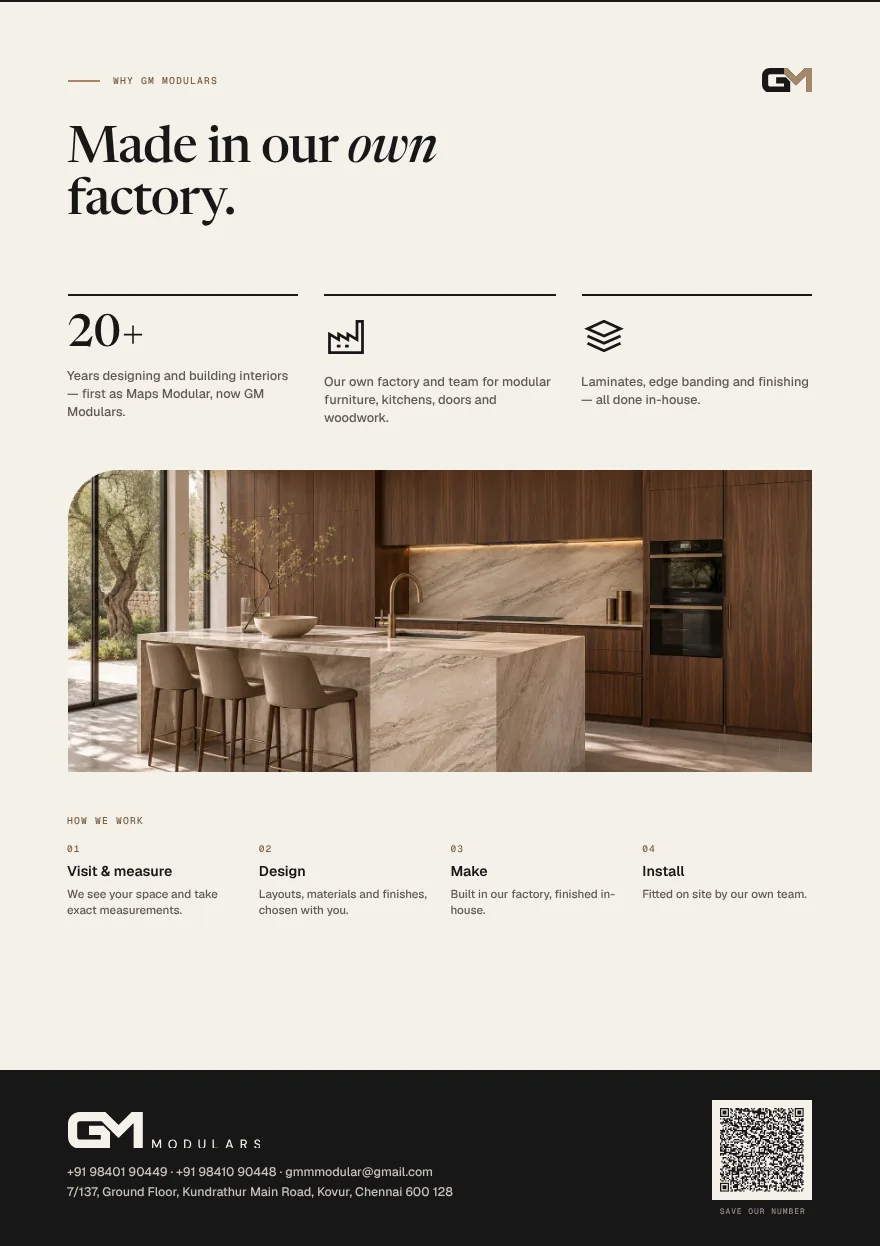 WHY GM MODULARS
GM
Made in our own
factory.
20+
Years designing and building interiors
— first as Maps Modular, now GM
Modulars.
Our own factory and team for modular
furniture, kitchens, doors and
woodwork.
Laminates, edge banding and finishing
— all done in-house.
HOW WE WORK
01
Visit & measure
We see your space and take
exact measurements.
02
Design
Layouts, materials and finishes,
chosen with you.
03
Make
Built in our factory, finished in-
house.
04
Install
Fitted on site by our own team.
GM MODULARS
+91 98401 90449 · +91 98410 90448 · gmmmodular@gmail.com
7/137, Ground Floor, Kundrathur Main Road, Kovur, Chennai 600 128
SAVE OUR NUMBER